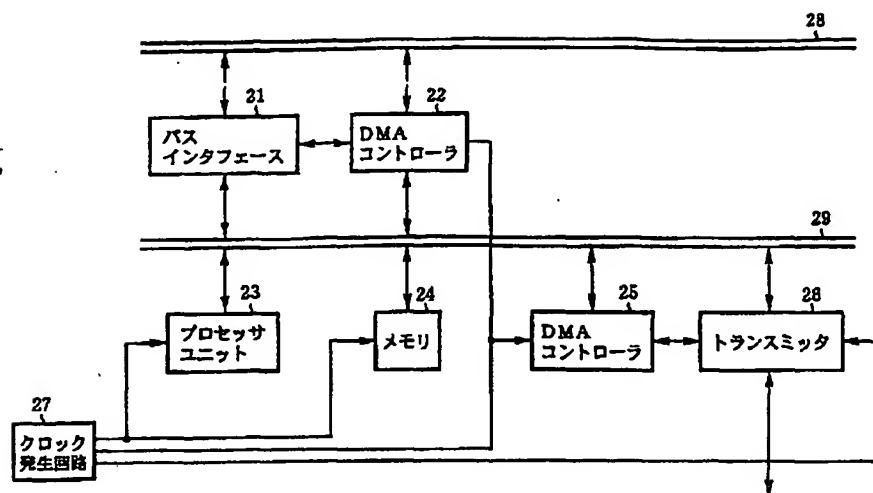 28
21
22
バス
インタフェース
DMA
コントローラ
29
23
24
25
28
プロセッサ
ユニット
メモリ
DMA
コントローラ
トランスミッタ
27
クロック
発生回路